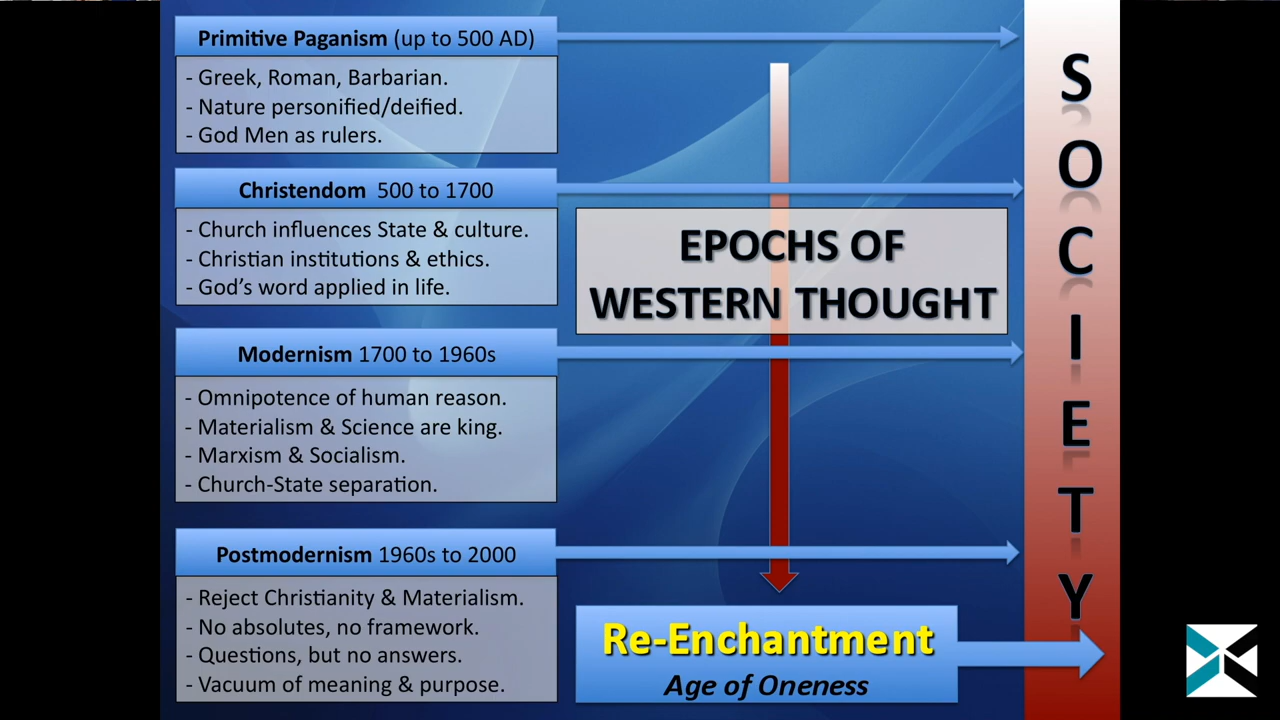 Primitive Paganism (up to 500 AD)
- Greek, Roman, Barbarian.
- Nature personified/deified.
- God Men as rulers.
Christendom 500 to 1700
- Church influences State & culture.
- Christian institutions & ethics.
- God's word applied in life.
EPOCHS OF
WESTERN THOUGHT
Modernism 1700 to 1960s
- Omnipotence of human reason.
- Materialism & Science are king.
- Marxism & Socialism.
- Church-State separation.
Postmodernism 1960s to 2000
- Reject Christianity & Materialism.
- No absolutes, no framework.
- Questions, but no answers.
- Vacuum of meaning & purpose.
Re-Enchantment
Age of Oneness
SOCIETY